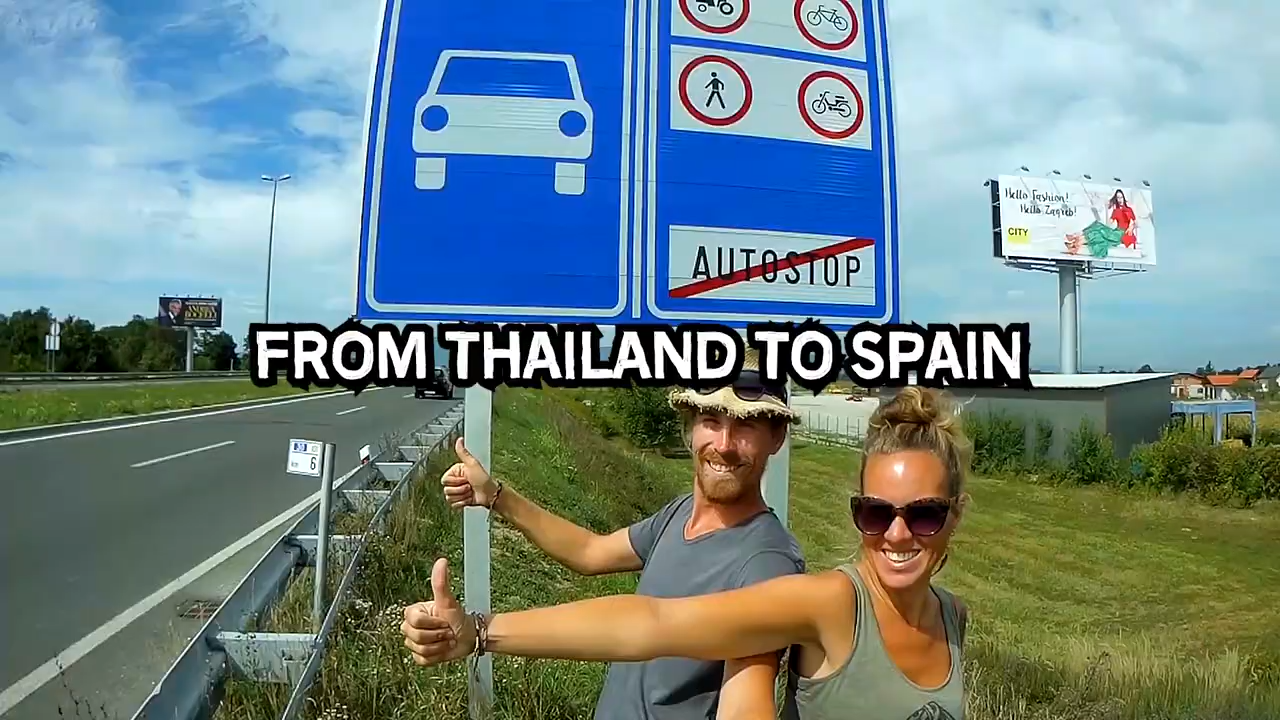 AUTOSTOP
Hello Fashion!
Hello Zagreb!
CITY
FROM THAILAND TO SPAIN
6